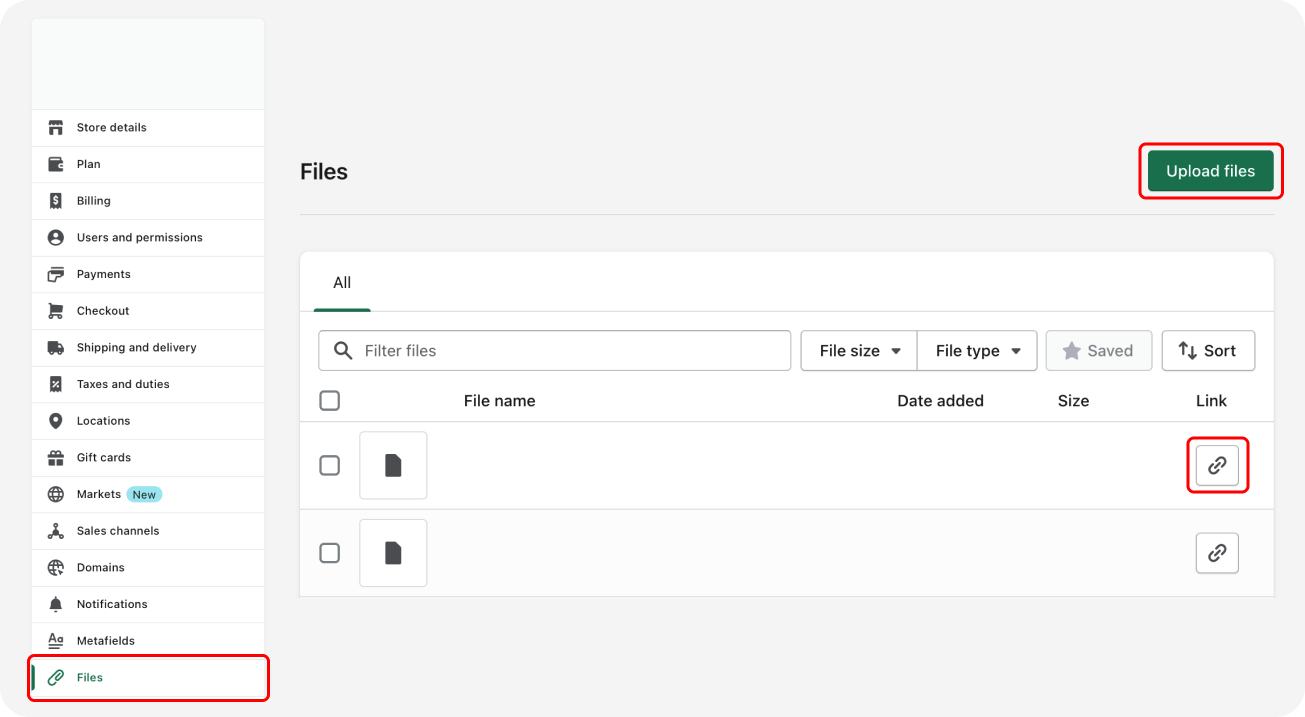 Store details
Plan
Billing
Users and permissions
Payments
Checkout
Shipping and delivery
Taxes and duties
Locations
Gift cards
Markets New
Sales channels
Domains
Notifications
Aa Metafields
Files
Files
Upload files
All
Filter files
File size
File type
Saved
Sort
File name Date added Size Link